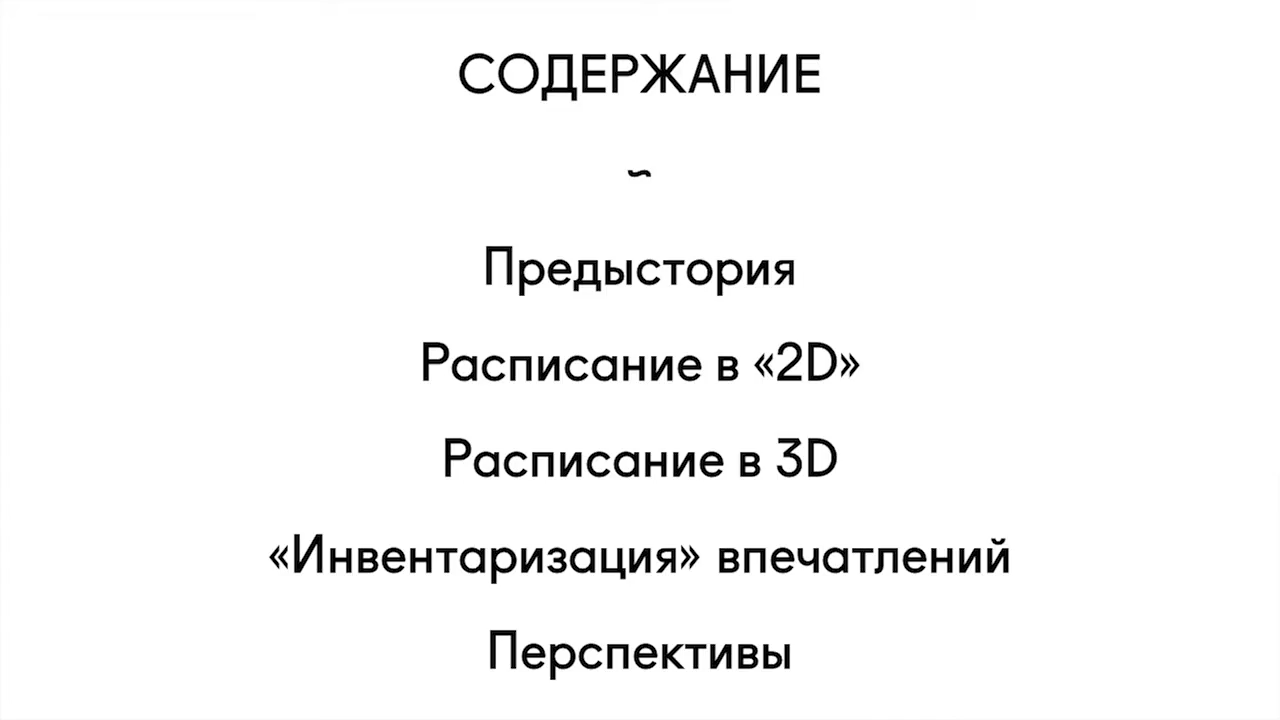 СОДЕРЖАНИЕ
~
Предыстория
Расписание в «2D»
Расписание в 3D
«Инвентаризация» впечатлений
Перспективы